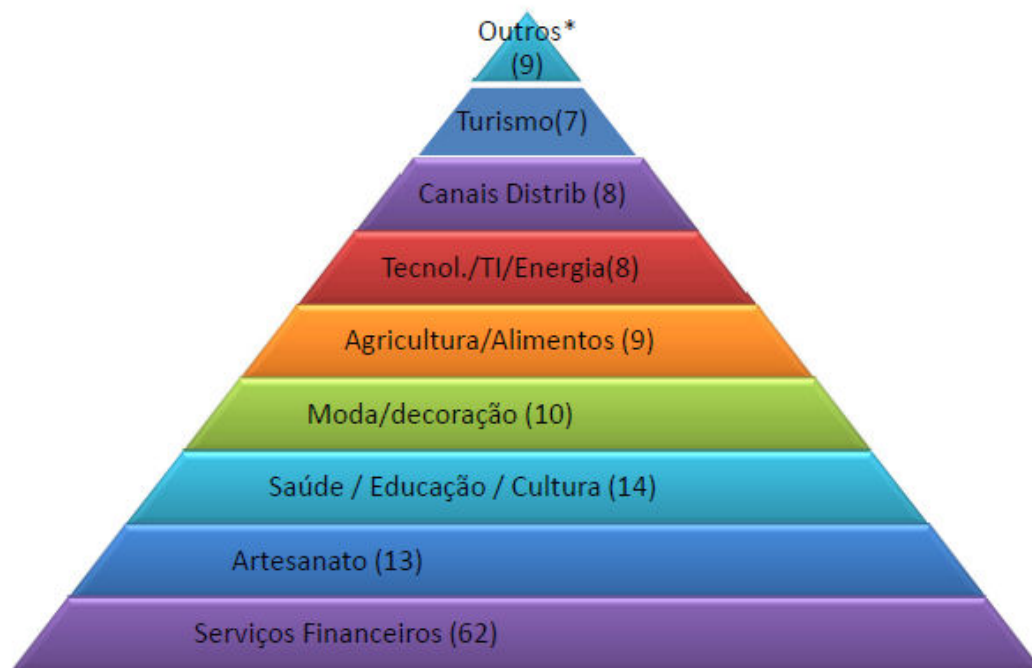 Outros*
(9)
Turismo(7)
Canais Distrib (8)
Tecnol./TI/Energia(8)
Agricultura/Alimentos (9)
Moda/decoração (10)
Saúde / Educação / Cultura (14)
Artesanato (13)
Serviços Financeiros (62)